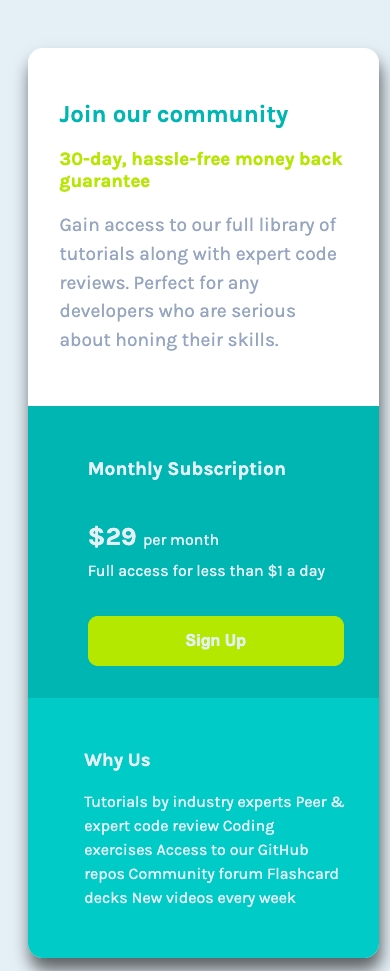 Join our community
30-day, hassle-free money back
guarantee
Gain access to our full library of
tutorials along with expert code
reviews. Perfect for any
developers who are serious
about honing their skills.
Monthly Subscription
$29 per month
Full access for less than $1 a day
Sign Up
Why Us
Tutorials by industry experts Peer &
expert code review Coding
exercises Access to our GitHub
repos Community forum Flashcard
decks New videos every week